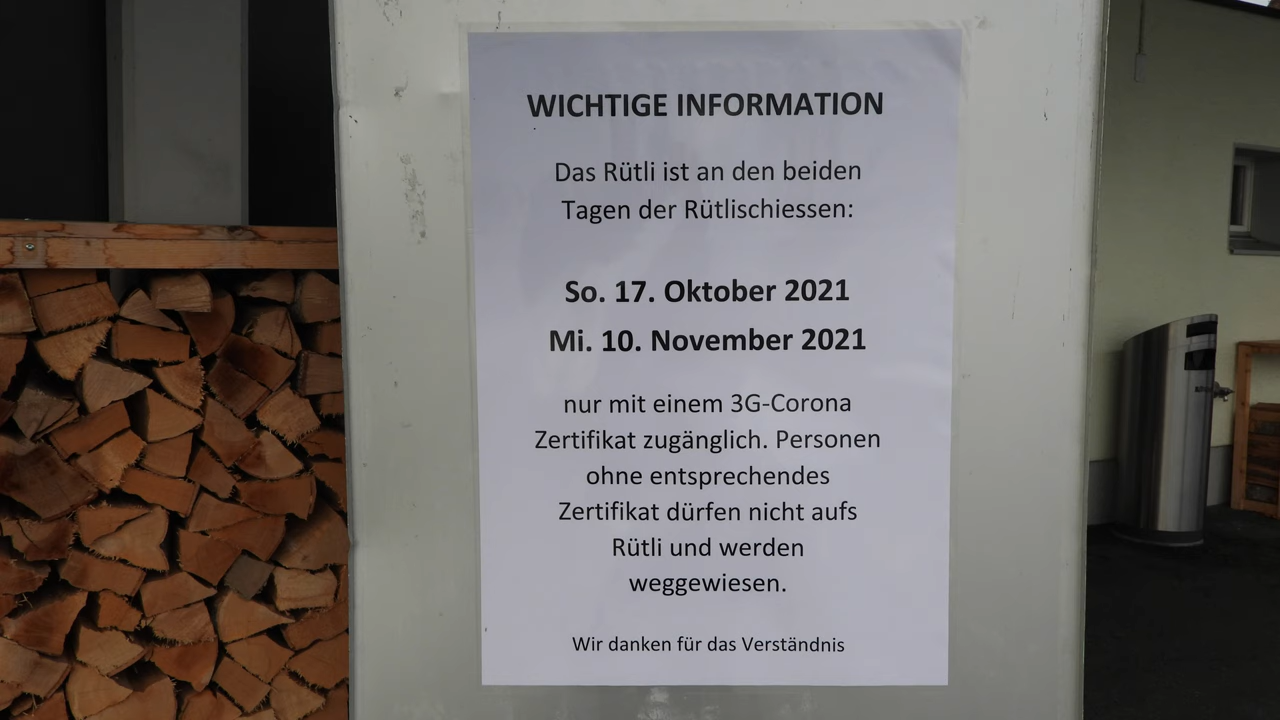 WICHTIGE INFORMATION
Das Rütli ist an den beiden
Tagen der Rütlischiessen:
So. 17. Oktober 2021
Mi. 10. November 2021
nur mit einem 3G-Corona
Zertifikat zugänglich. Personen
ohne entsprechendes
Zertifikat dürfen nicht aufs
Rütli und werden
weggewiesen.
Wir danken für das Verständnis